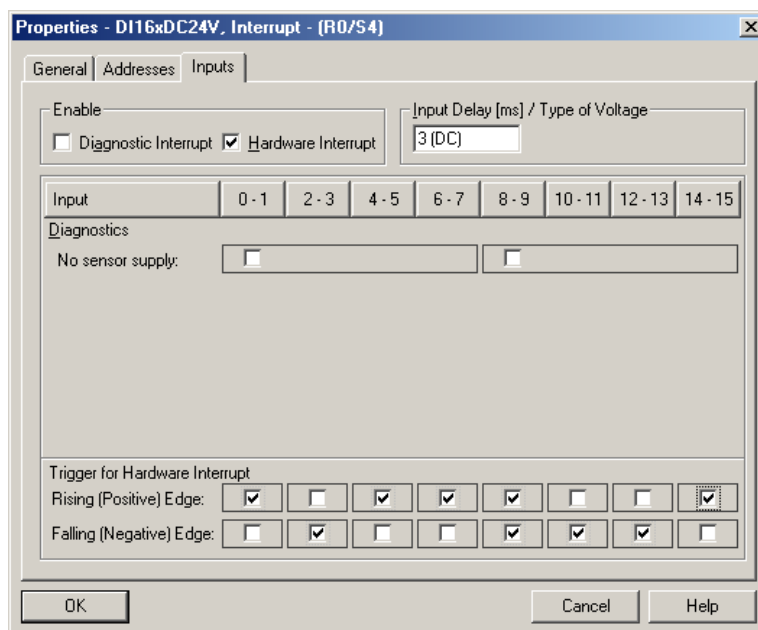 Properties - DI16xDC24V, Interrupt - (R0/S4)
General Addresses Inputs
Enable
Diagnostic Interrupt Hardware Interrupt
Input Delay [ms] / Type of Voltage
3 (DC)
Input 0 - 1 2 - 3 4 - 5 6 - 7 8 - 9 10 - 11 12 - 13 14 - 15
Diagnostics
No sensor supply:
Trigger for Hardware Interrupt
Rising (Positive) Edge:
Falling (Negative) Edge:
OK Cancel Help